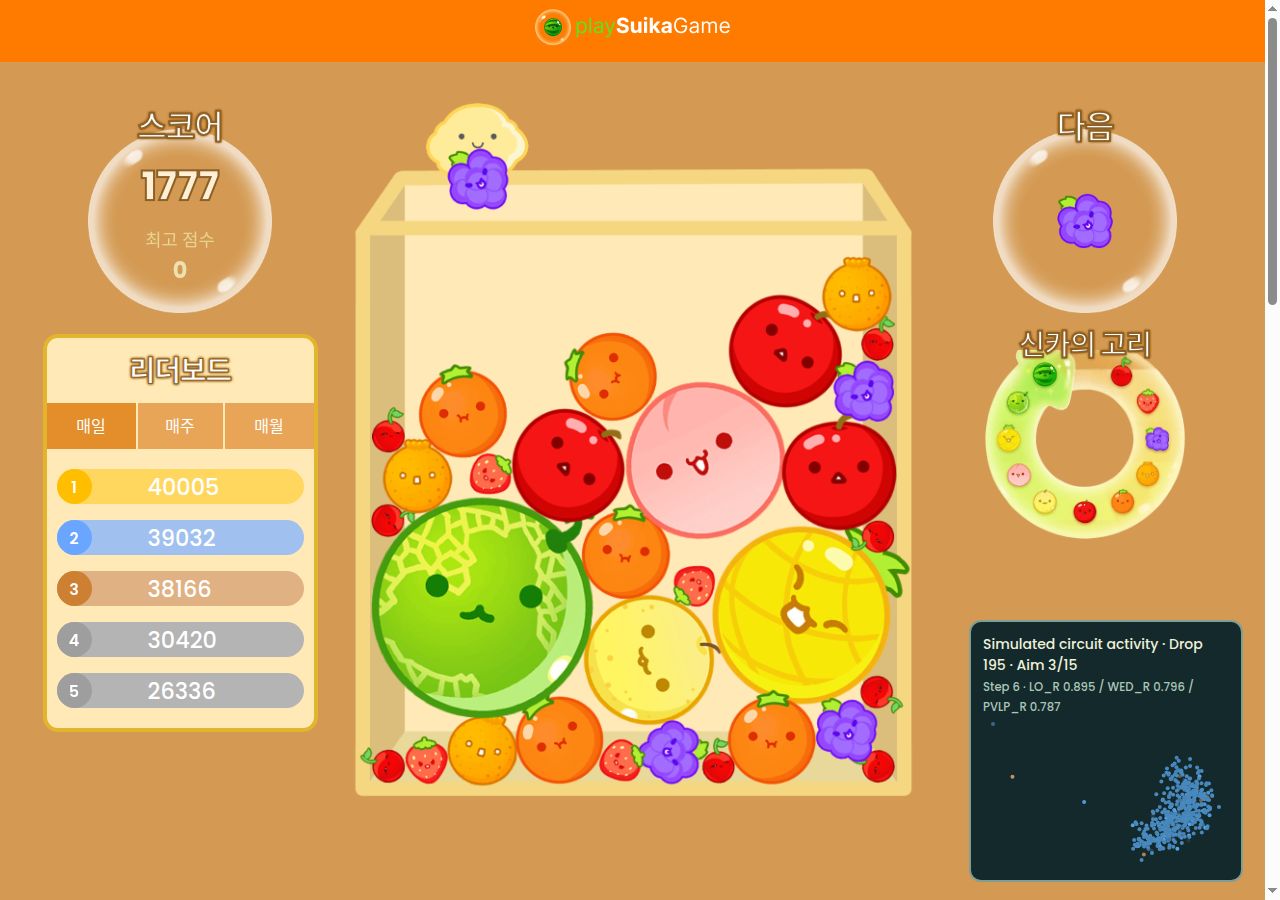 playSuikaGame
스코어
1777
최고 점수
0
다음
신카의 고리
리더보드
매일 매주 매월
1 40005
2 39032
3 38166
4 30420
5 26336
Simulated circuit activity · Drop
195 · Aim 3/15
Step 6 · LO_R 0.895 / WED_R 0.796 /
PVLP_R 0.787